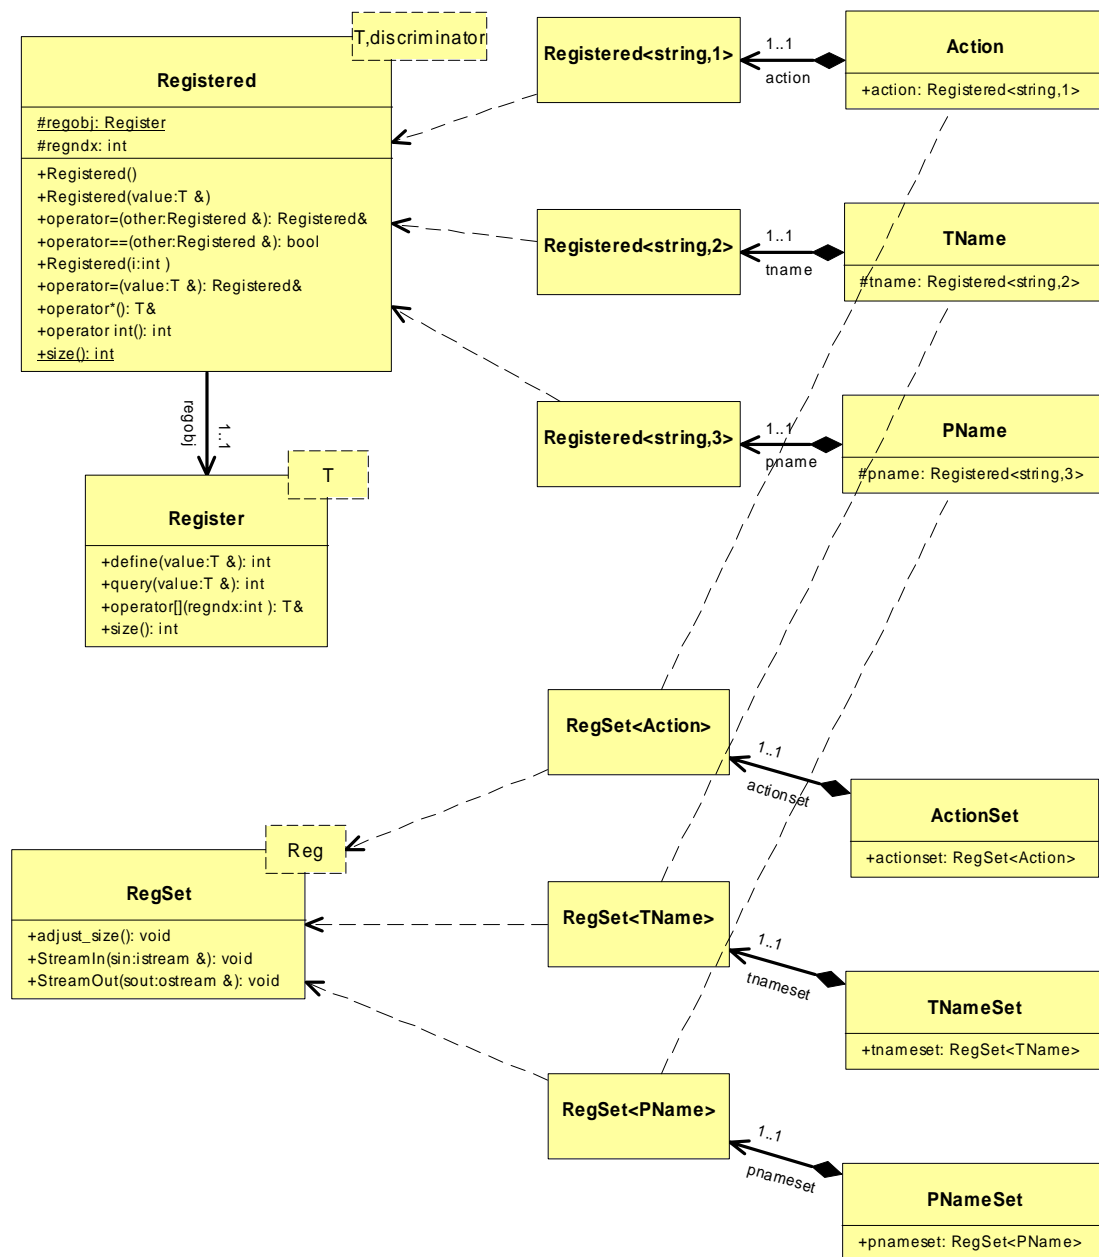 T,discriminator
Registered
#regobj: Register
#regndx: int
+Registered()
+Registered(value:T &)
+operator=(other:Registered &): Registered&
+operator==(other:Registered &): bool
+Registered(i:int )
+operator=(value:T &): Registered&
+operator*(): T&
+operator int(): int
+size(): int
Registered<string,1>
1..1
action
Action
+action: Registered<string,1>
Registered<string,2>
1..1
tname
TName
#tname: Registered<string,2>
Registered<string,3>
1..1
pname
PName
#pname: Registered<string,3>
regobj
1..1
T
Register
+define(value:T &): int
+query(value:T &): int
+operator[](regndx:int ): T&
+size(): int
RegSet<Action>
1..1
actionset
ActionSet
+actionset: RegSet<Action>
Reg
RegSet
+adjust_size(): void
+StreamIn(sin:istream &): void
+StreamOut(sout:ostream &): void
RegSet<TName>
1..1
tnameset
TNameSet
+tnameset: RegSet<TName>
RegSet<PName>
1..1
pnameset
PNameSet
+pnameset: RegSet<PName>